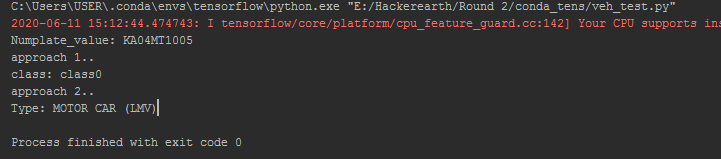 C:\Users\USER\.conda\envs\tensorflow\python.exe "E:/Hackerearth/Round 2/conda_tens/veh_test.py"
2020-06-11 15:12:44.474743: I tensorflow/core/platform/cpu_feature_guard.cc:142] Your CPU supports ins
Numplate_value: KA04MT1005
approach 1..
class: class0
approach 2..
Type: MOTOR CAR (LMV)
Process finished with exit code 0